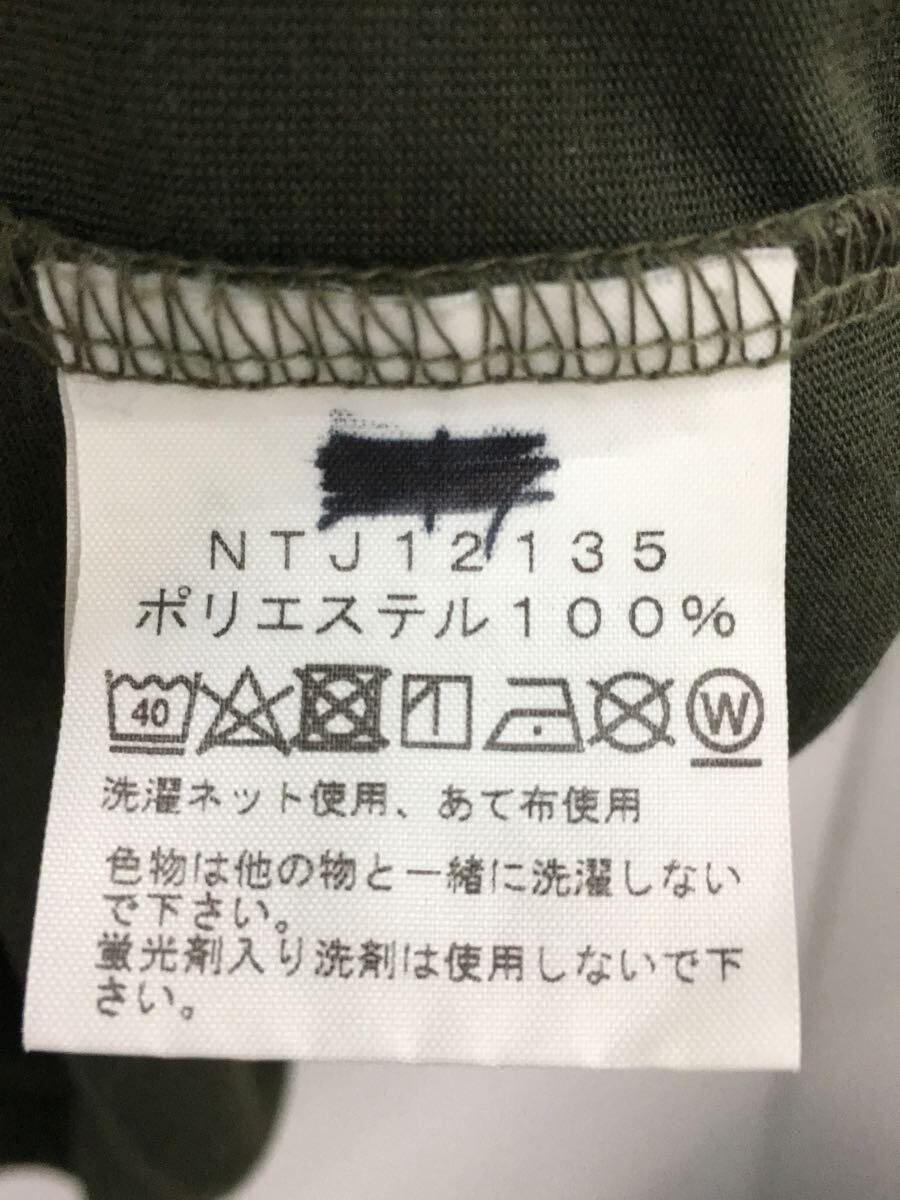 NTJ12135
ポリエステル100%
40
W
洗濯ネット使用、あて布使用
色物は他の物と一緒に洗濯しない
で下さい。
蛍光剤入り洗剤は使用しないで下
さい。